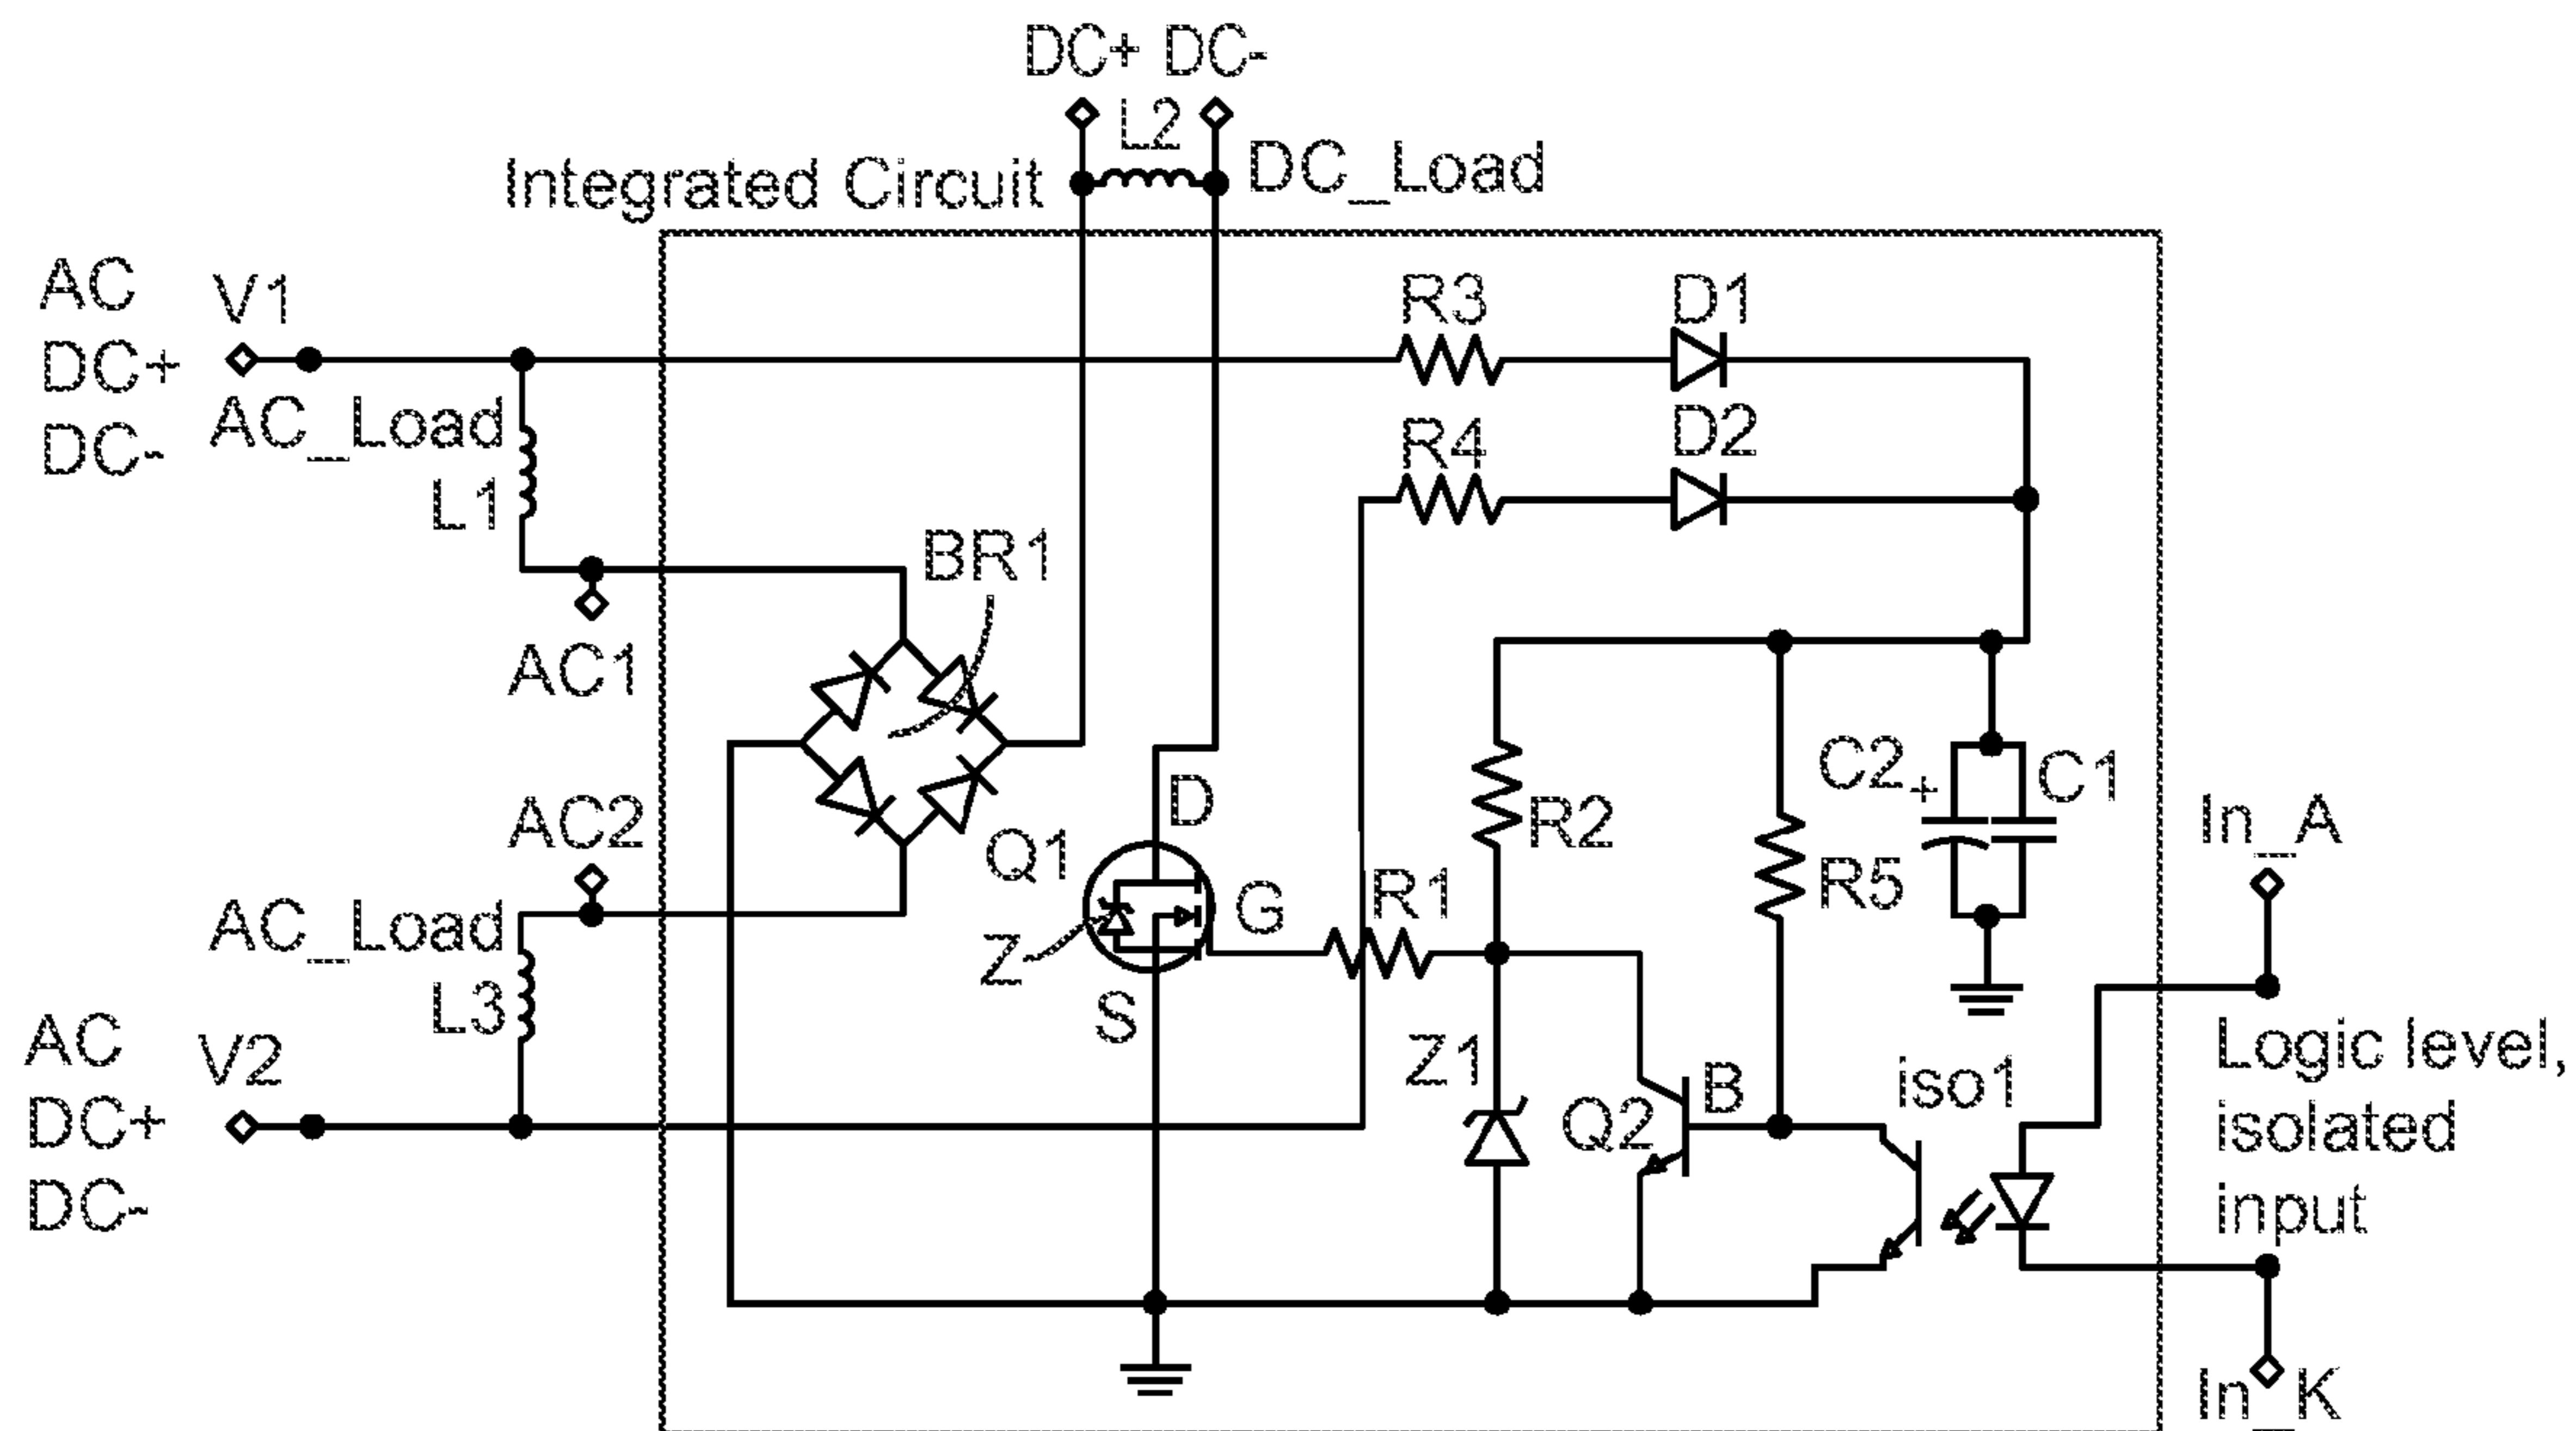 DC+ DC-
L2
Integrated Circuit
DC_Load
AC
DC+
DC-
V1
AC_Load
L1
R3
D1
R4
D2
BR1
AC1
AC2
AC_Load
L3
AC
DC+
DC-
V2
Q1
D
G
S
Z
R1
R2
R5
C2
+
C1
Z1
Q2
B
iso1
In_A
Logic level,
isolated
input
In_K